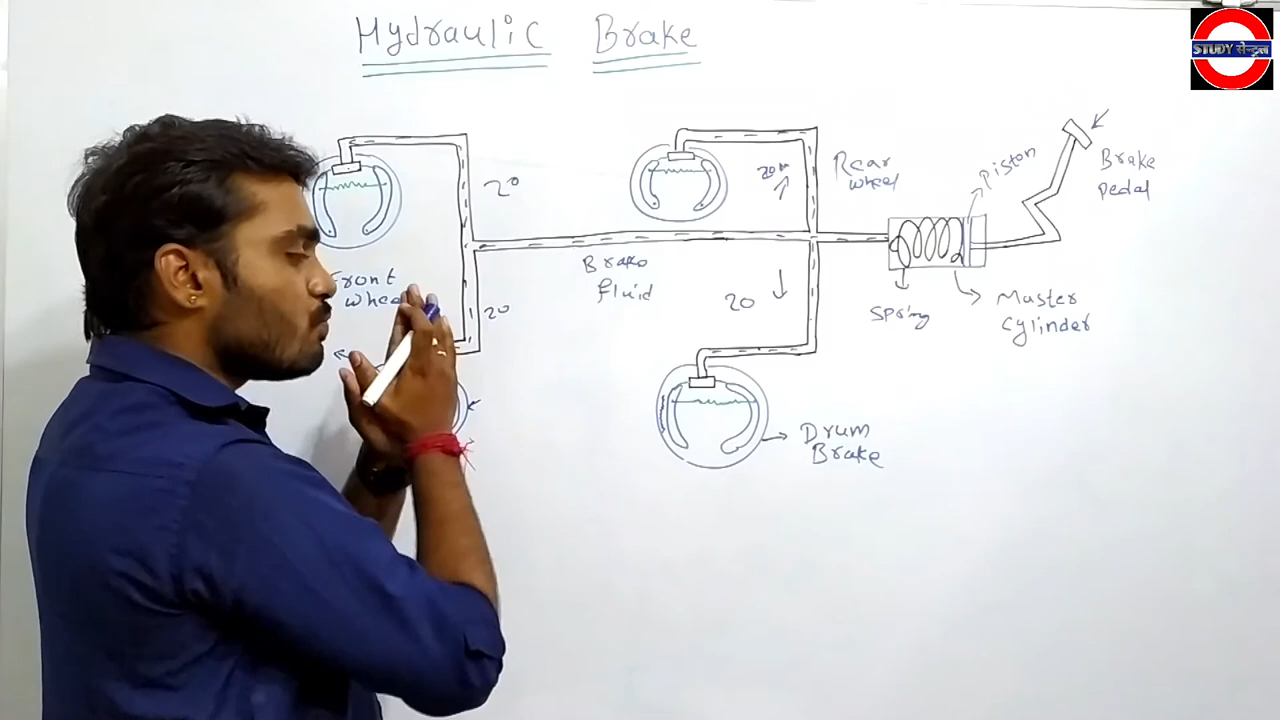 Hydraulic Brake
STUDY सेन्ट्रल
20
20
Front
whee
20m
20
Brake
fluid
Rear
wheel
Piston
Brake
pedal
Spring
Master
Cylinder
Drum
Brake